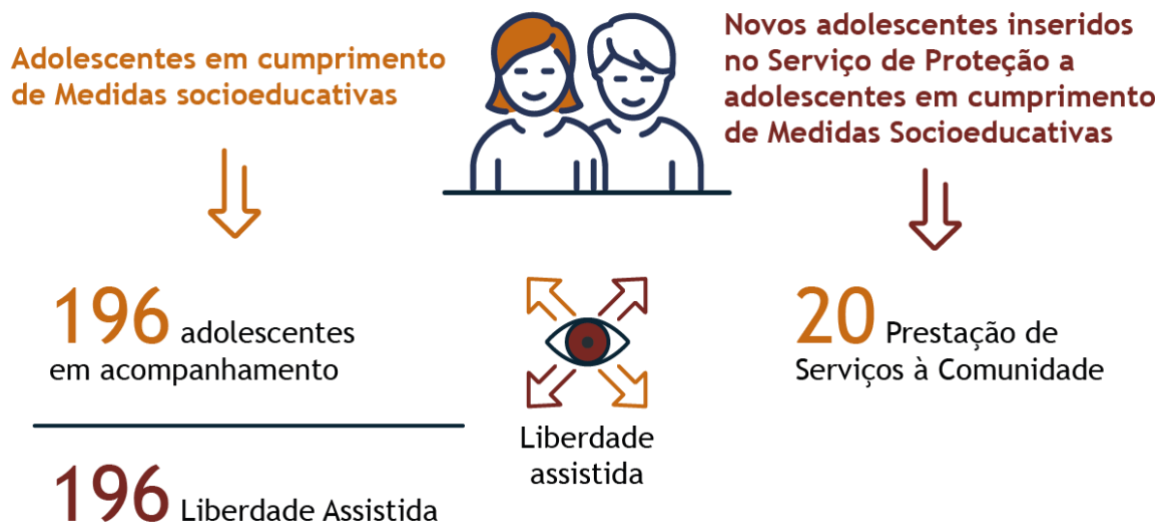 Adolescentes em cumprimento
de Medidas socioeducativas
196 adolescentes
em acompanhamento
196 Liberdade Assistida
Liberdade
assistida
Novos adolescentes inseridos
no Serviço de Proteção a
adolescentes em cumprimento
de Medidas Socioeducativas
20 Prestação de
Serviços à Comunidade